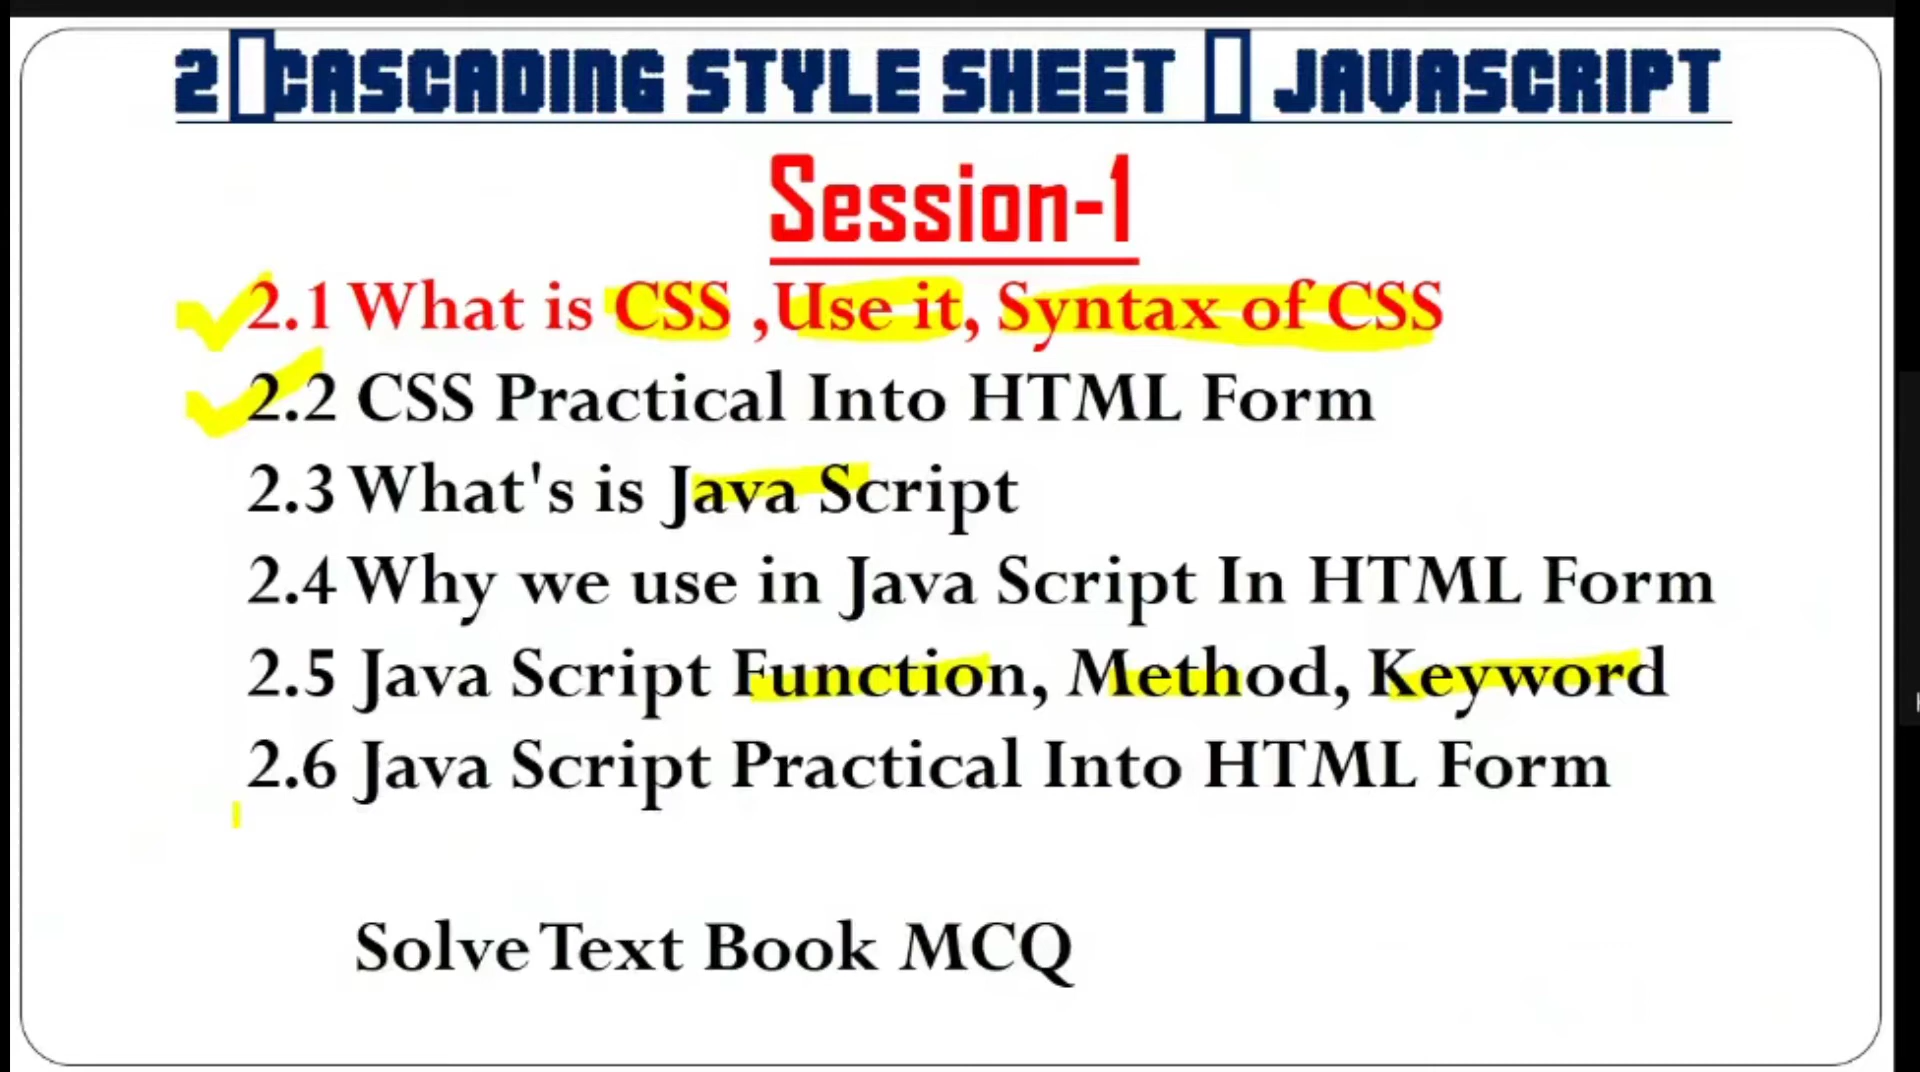 2 CASCADING STYLE SHEET JAVASCRIPT
Session-1
2.1 What is CSS ,Use it, Syntax of CSS
2.2 CSS Practical Into HTML Form
2.3 What's is Java Script
2.4 Why we use in Java Script In HTML Form
2.5 Java Script Function, Method, Keyword
2.6 Java Script Practical Into HTML Form
Solve Text Book MCQ